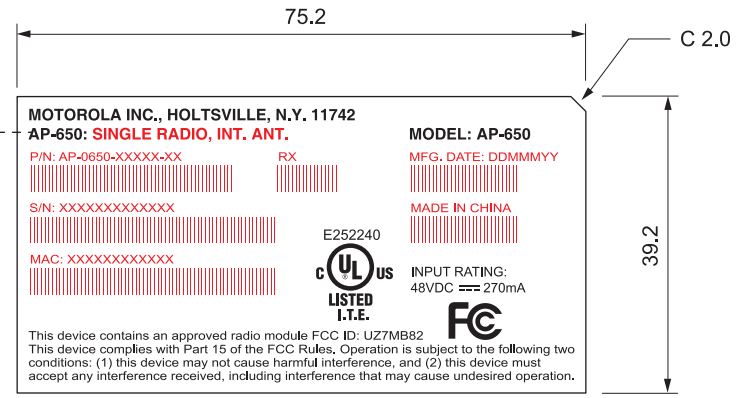 75.2
C 2.0
MOTOROLA INC., HOLTSVILLE, N.Y. 11742
AP-650: SINGLE RADIO, INT. ANT.
MODEL: AP-650
P/N: AP-0650-XXXXX-XX
RX
MFG. DATE: DDMMMYY
S/N: XXXXXXXXXXXXX
MADE IN CHINA
E252240
MAC: XXXXXXXXXXXX
C UL US
®
LISTED
I.T.E.
INPUT RATING:
48VDC 270mA
FC
39.2
This device contains an approved radio module FCC ID: UZ7MB82
This device complies with Part 15 of the FCC Rules. Operation is subject to the following two
conditions: (1) this device may not cause harmful interference, and (2) this device must
accept any interference received, including interference that may cause undesired operation.